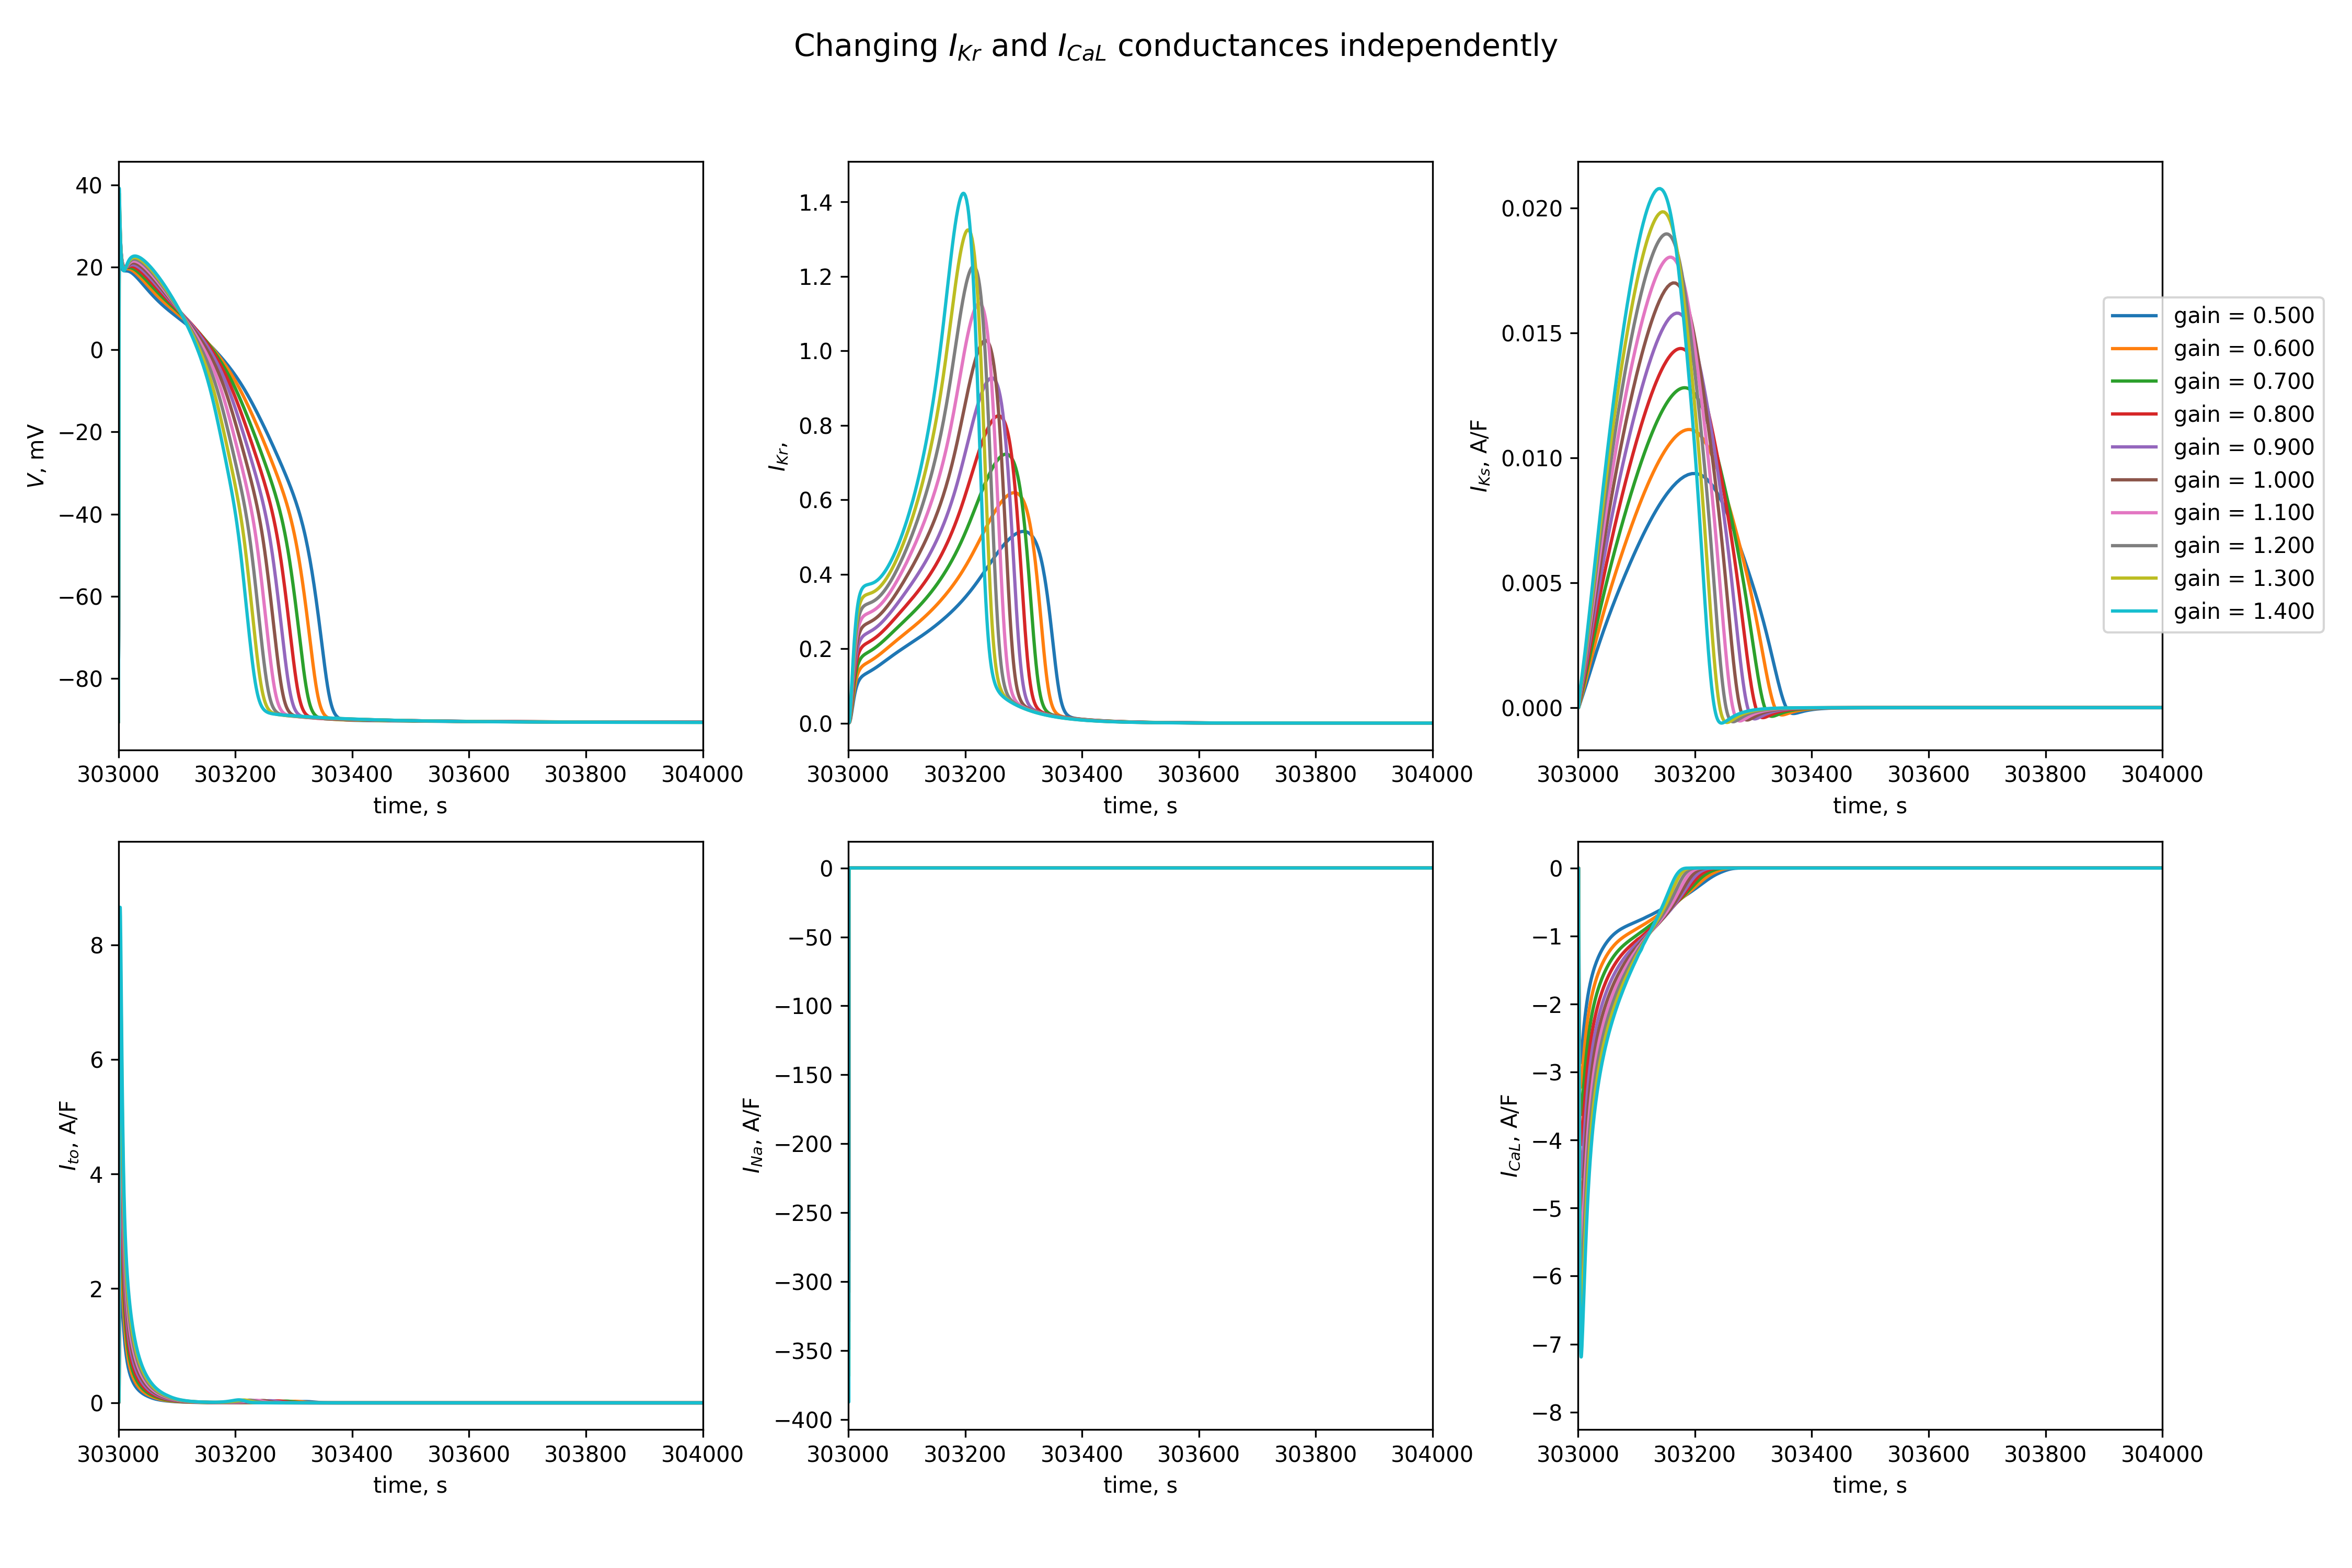 Changing I_Kr and I_CaL conductances independently
40
20
0
−20
−40
−60
−80
V, mV
303000 303200 303400 303600 303800 304000
time, s
1.4
1.2
1.0
0.8
0.6
0.4
0.2
0.0
I_Kr,
303000 303200 303400 303600 303800 304000
time, s
0.020
0.015
0.010
0.005
0.000
I_Ks, A/F
303000 303200 303400 303600 303800 304000
time, s
gain = 0.500
gain = 0.600
gain = 0.700
gain = 0.800
gain = 0.900
gain = 1.000
gain = 1.100
gain = 1.200
gain = 1.300
gain = 1.400
8
6
4
2
0
I_to, A/F
303000 303200 303400 303600 303800 304000
time, s
0
−50
−100
−150
−200
−250
−300
−350
−400
I_Na, A/F
303000 303200 303400 303600 303800 304000
time, s
0
−1
−2
−3
−4
−5
−6
−7
−8
I_CaL, A/F
303000 303200 303400 303600 303800 304000
time, s